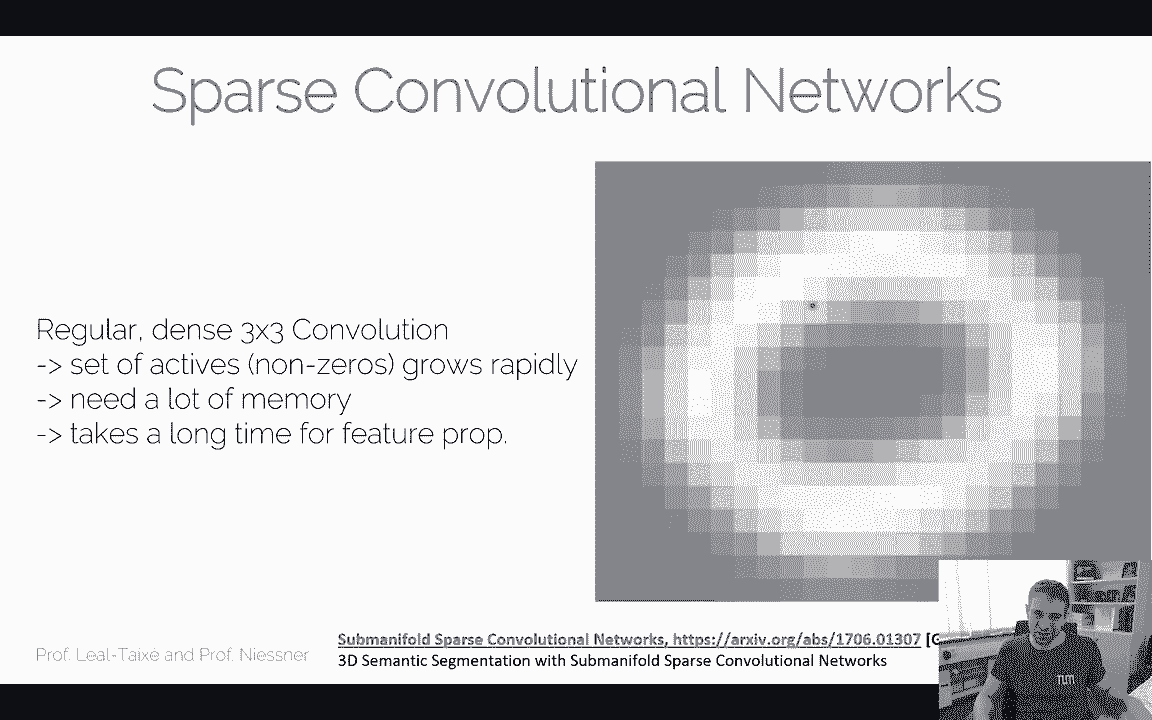 Sparse Convolutional Networks
Regular, dense 3x3 Convolution
-> set of actives (non-zeros) grows rapidly
-> need a lot of memory
-> takes a long time for feature prop.
Prof. Leal-Taixé and Prof. Niessner
Submanifold Sparse Convolutional Networks, https://arxiv.org/abs/1706.01307 [G
3D Semantic Segmentation with Submanifold Sparse Convolutional Networks
TUM